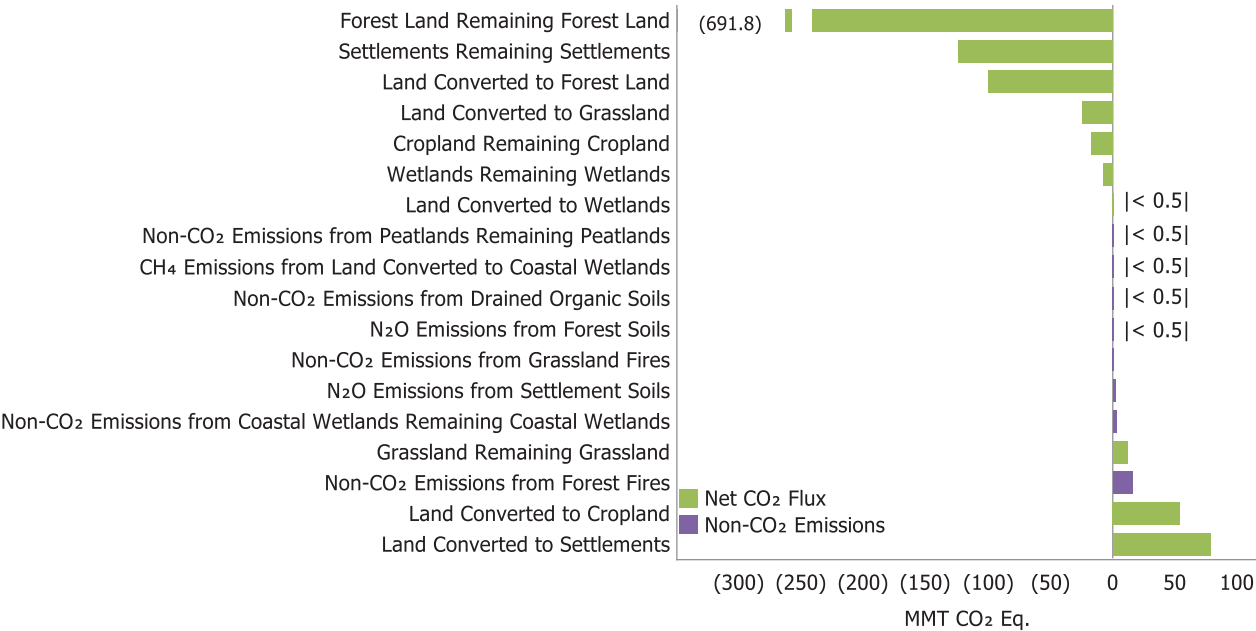 Forest Land Remaining Forest Land (691.8)
Settlements Remaining Settlements
Land Converted to Forest Land
Land Converted to Grassland
Cropland Remaining Cropland
Wetlands Remaining Wetlands
Land Converted to Wetlands |< 0.5|
Non-CO₂ Emissions from Peatlands Remaining Peatlands |< 0.5|
CH₄ Emissions from Land Converted to Coastal Wetlands |< 0.5|
Non-CO₂ Emissions from Drained Organic Soils |< 0.5|
N₂O Emissions from Forest Soils |< 0.5|
Non-CO₂ Emissions from Grassland Fires
N₂O Emissions from Settlement Soils
Non-CO₂ Emissions from Coastal Wetlands Remaining Coastal Wetlands
Grassland Remaining Grassland
Non-CO₂ Emissions from Forest Fires
Net CO₂ Flux
Land Converted to Cropland
Non-CO₂ Emissions
Land Converted to Settlements
(300) (250) (200) (150) (100) (50) 0 50 100
MMT CO₂ Eq.